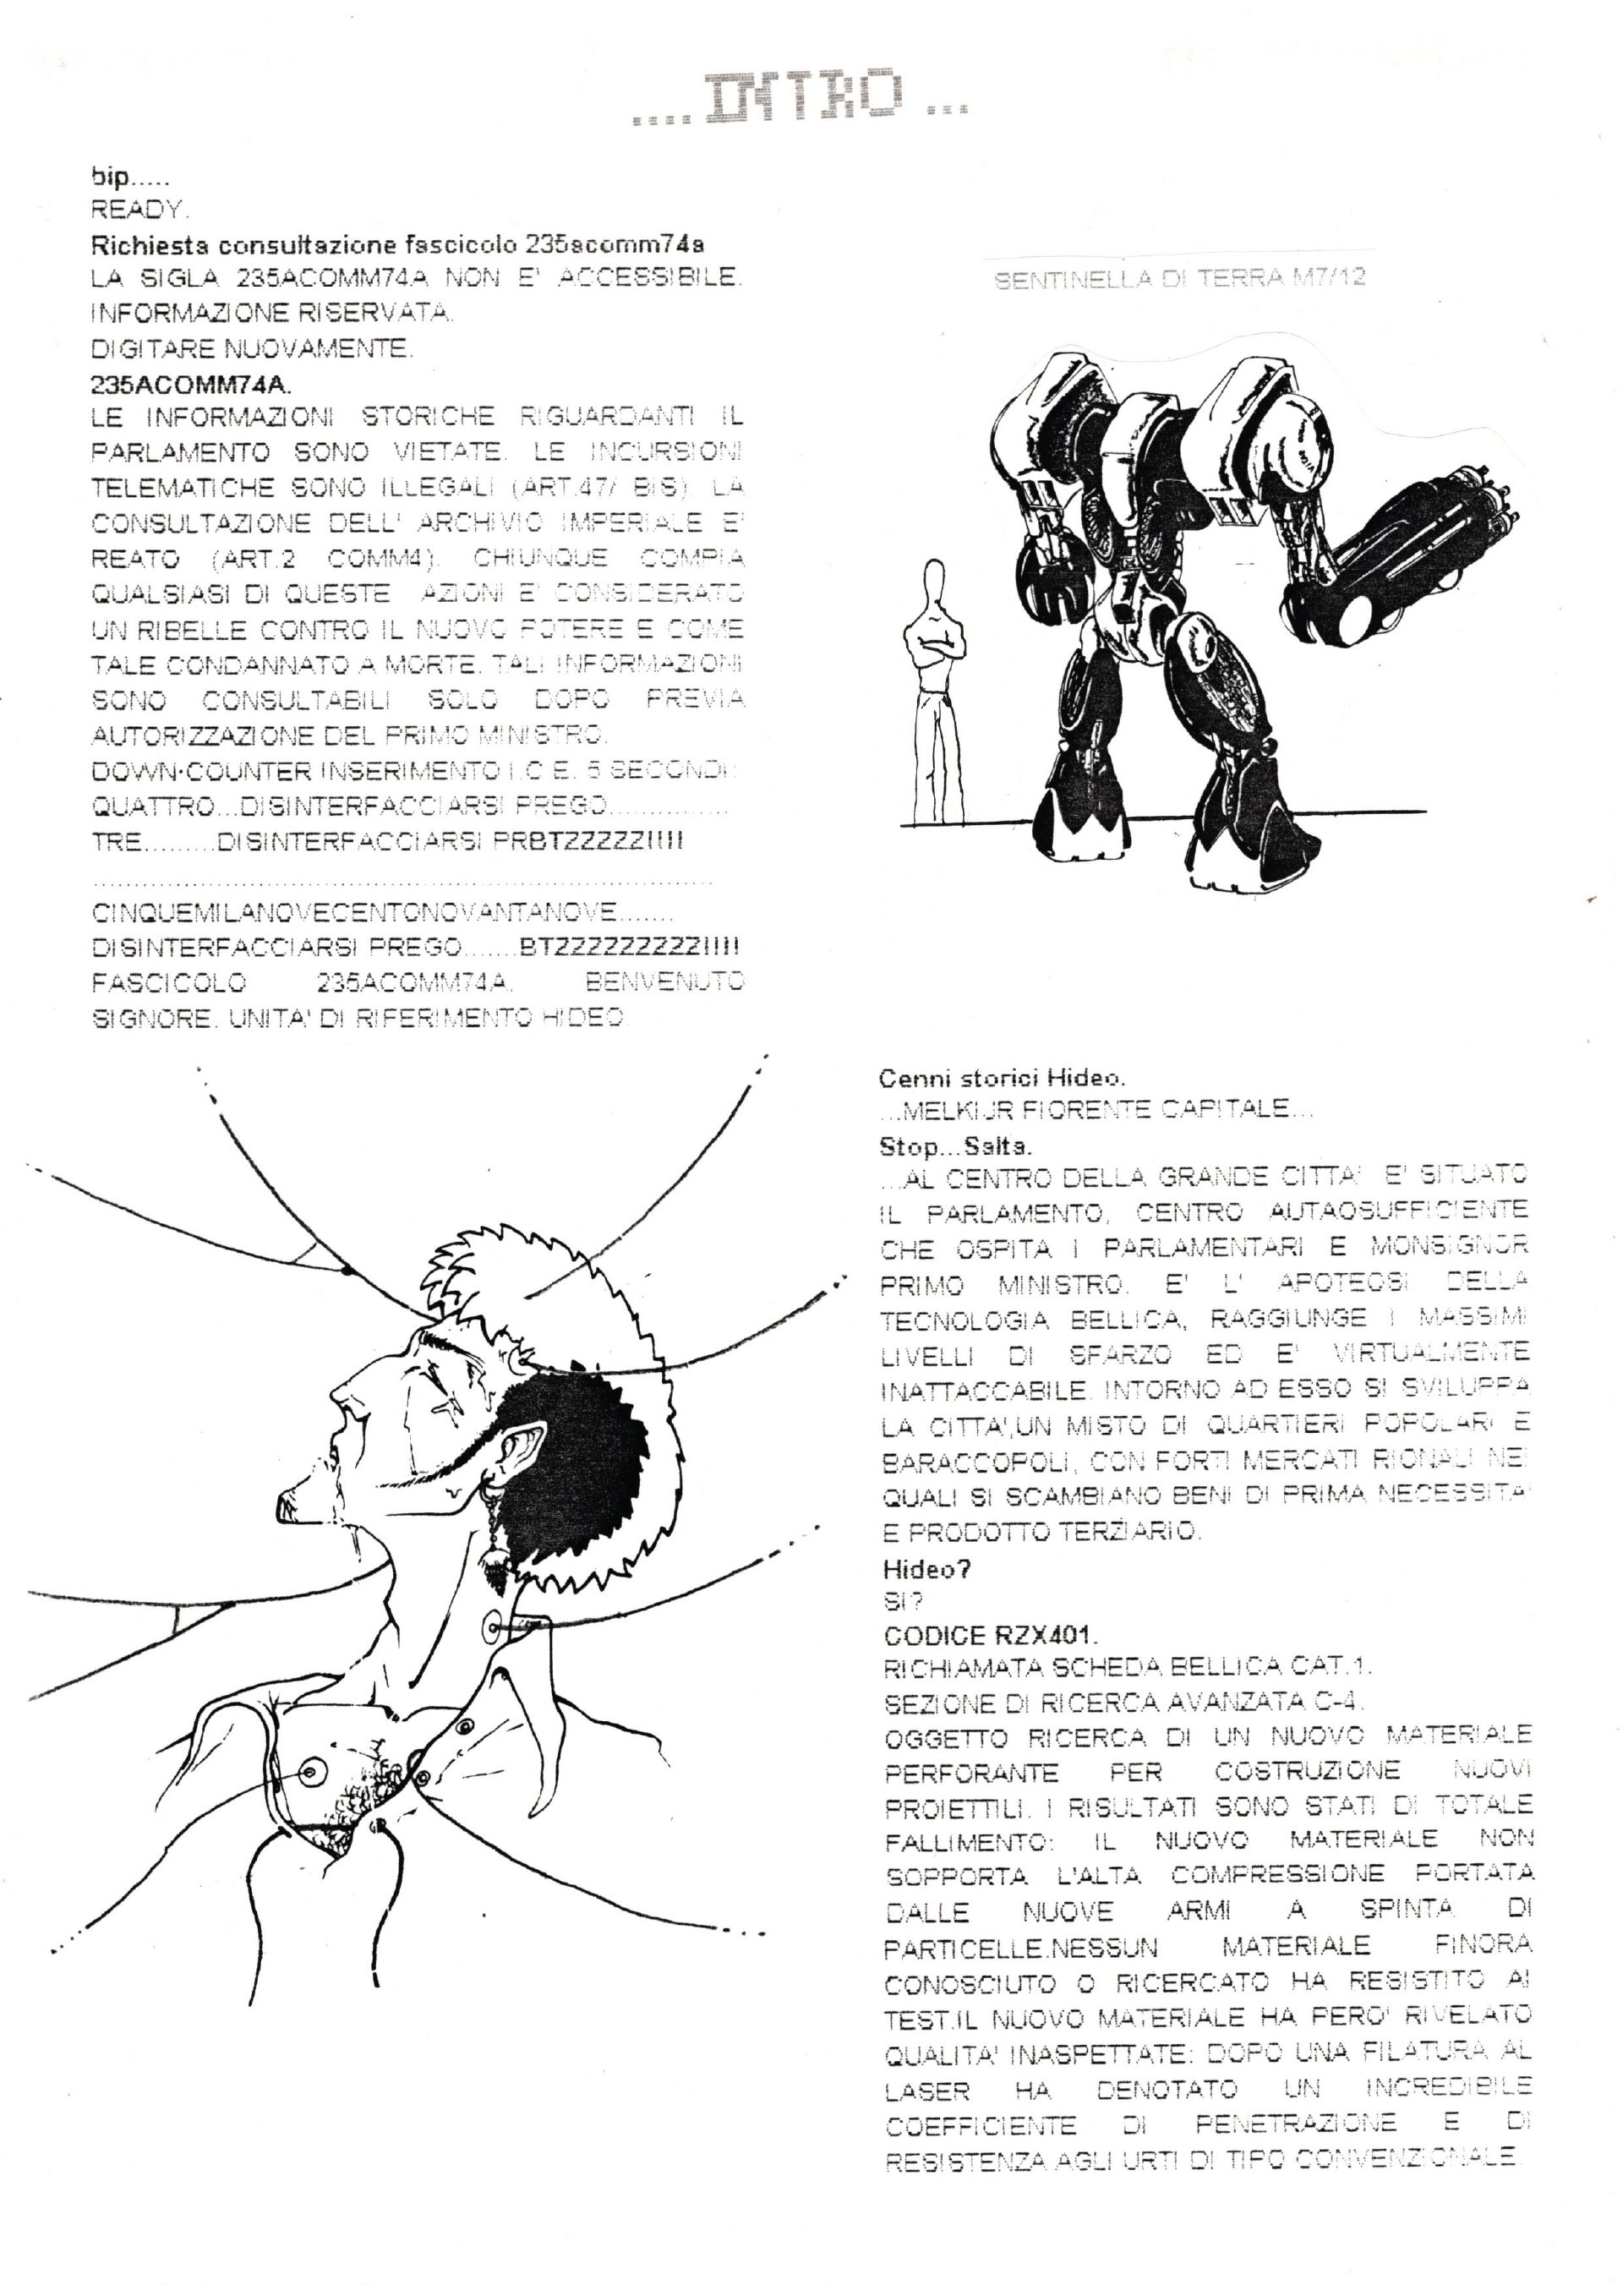 ....INTRO...
bip.....
READY.
Richiesta consultazione fascicolo 235acomm74a
LA SIGLA 235ACOMM74A NON E' ACCESSIBILE.
INFORMAZIONE RISERVATA.
DIGITARE NUOVAMENTE.
235ACOMM74A.
LE INFORMAZIONI STORICHE RIGUARDANTI IL
PARLAMENTO SONO VIETATE. LE INCURSIONI
TELEMATICHE SONO ILLEGALI (ART.47/ BIS). LA
CONSULTAZIONE DELL' ARCHIVIO IMPERIALE E'
REATO (ART.2 COMM4). CHIUNQUE COMPIA
QUALSIASI DI QUESTE AZIONI E' CONSIDERATO
UN RIBELLE CONTRO IL NUOVO POTERE E COME
TALE CONDANNATO A MORTE. TALI INFORMAZIONI
SONO CONSULTABILI SOLO DOPO PREVIA
AUTORIZZAZIONE DEL PRIMO MINISTRO.
DOWN-COUNTER INSERIMENTO I.C.E. 5 SECONDI:
QUATTRO...DISINTERFACCIARSI PREGO...............
TRE.........DISINTERFACCIARSI PRBTZZZZZ!!!!
..............................................................................
CINQUEMILANOVECENTONOVANTANOVE.......
DISINTERFACCIARSI PREGO.......BTZZZZZZZZZ!!!!
FASCICOLO 235ACOMM74A. BENVENUTO
SIGNORE. UNITA' DI RIFERIMENTO HIDEO.
SENTINELLA DI TERRA M7/12
Cenni storici Hideo.
...MELKIJR FIORENTE CAPITALE...
Stop...Salta.
...AL CENTRO DELLA GRANDE CITTA' E' SITUATO
IL PARLAMENTO, CENTRO AUTAOSUFFICIENTE
CHE OSPITA I PARLAMENTARI E MONSIGNOR
PRIMO MINISTRO. E' L' APOTEOSI DELLA
TECNOLOGIA BELLICA, RAGGIUNGE I MASSIMI
LIVELLI DI SFARZO ED E' VIRTUALMENTE
INATTACCABILE. INTORNO AD ESSO SI SVILUPPA
LA CITTA',UN MISTO DI QUARTIERI POPOLARI E
BARACCOPOLI, CON FORTI MERCATI RIONALI NEI
QUALI SI SCAMBIANO BENI DI PRIMA NECESSITA'
E PRODOTTO TERZIARIO.
Hideo?
SI?
CODICE RZX401.
RICHIAMATA SCHEDA BELLICA CAT.1.
SEZIONE DI RICERCA AVANZATA C-4.
OGGETTO RICERCA DI UN NUOVO MATERIALE
PERFORANTE PER COSTRUZIONE NUOVI
PROIETTILI. I RISULTATI SONO STATI DI TOTALE
FALLIMENTO: IL NUOVO MATERIALE NON
SOPPORTA L'ALTA COMPRESSIONE PORTATA
DALLE NUOVE ARMI A SPINTA DI
PARTICELLE.NESSUN MATERIALE FINORA
CONOSCIUTO O RICERCATO HA RESISTITO AI
TEST.IL NUOVO MATERIALE HA PERO' RIVELATO
QUALITA' INASPETTATE: DOPO UNA FILATURA AL
LASER HA DENOTATO UN INCREDIBILE
COEFFICIENTE DI PENETRAZIONE E DI
RESISTENZA AGLI URTI DI TIPO CONVENZIONALE.